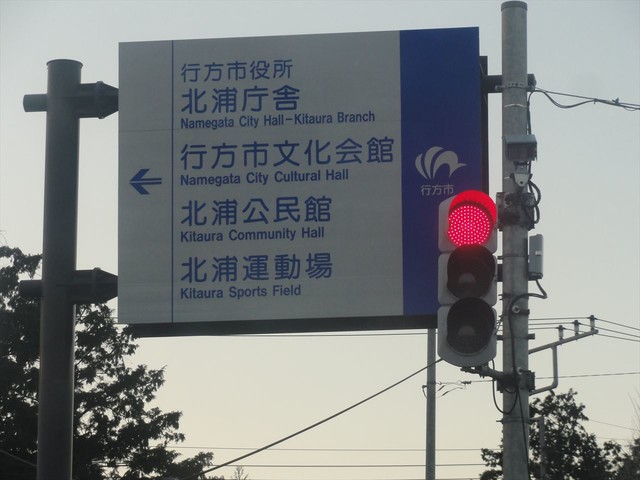 行方市役所
北浦庁舎
Namegata City Hall-Kitaura Branch
行方市文化会館
Namegata City Cultural Hall
北浦公民館
Kitaura Community Hall
北浦運動場
Kitaura Sports Field
行方市